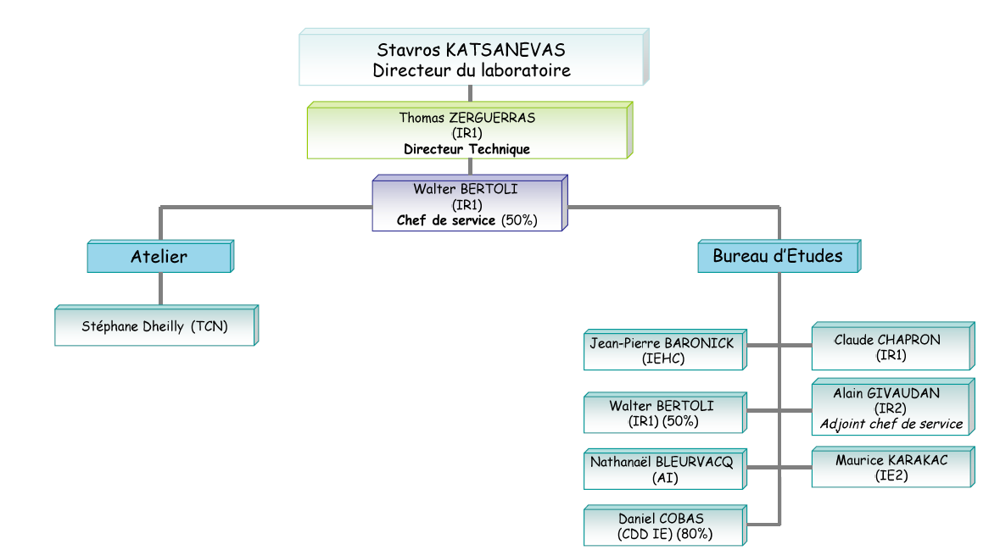 Stavros KATSANEVAS
Directeur du laboratoire
Thomas ZERGUERRAS
(IR1)
Directeur Technique
Walter BERTOLI
(IR1)
Chef de service (50%)
Atelier
Bureau d'Etudes
Stéphane Dheilly (TCN)
Jean-Pierre BARONICK
(IEHC)
Claude CHAPRON
(IR1)
Walter BERTOLI
(IR1) (50%)
Alain GIVAUDAN
(IR2)
Adjoint chef de service
Nathanaël BLEURVACQ
(AI)
Maurice KARAKAC
(IE2)
Daniel COBAS
(CDD IE) (80%)